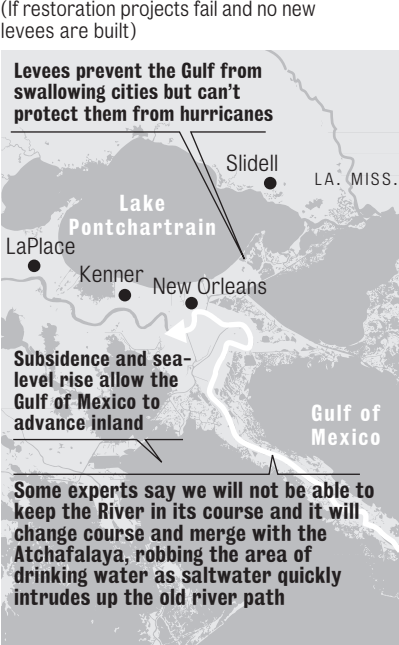 (If restoration projects fail and no new
levees are built)
Levees prevent the Gulf from
swallowing cities but can't
protect them from hurricanes
Slidell
LA. MISS.
Lake
Pontchartrain
LaPlace
Kenner
New Orleans
Subsidence and sea-
level rise allow the
Gulf of Mexico to
advance inland
Gulf of
Mexico
Some experts say we will not be able to
keep the River in its course and it will
change course and merge with the
Atchafalaya, robbing the area of
drinking water as saltwater quickly
intrudes up the old river path